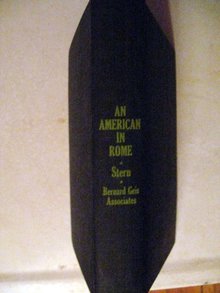 AN
AMERICAN
IN
ROME
Stern
Bernard Geis
Associates